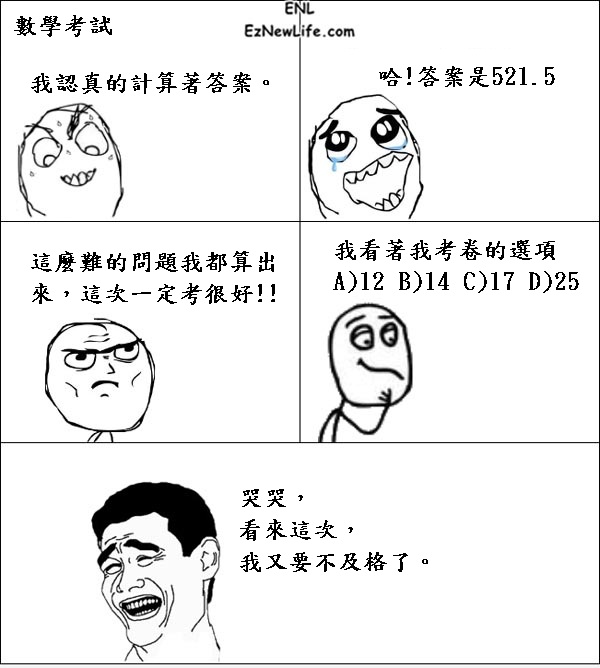 ENL
EzNewLife.com
數學考試
我認真的計算著答案。
哈!答案是521.5
這麼難的問題我都算出
來，這次一定考很好!!
我看著我考卷的選項
A)12 B)14 C)17 D)25
哭哭，
看來這次，
我又要不及格了。